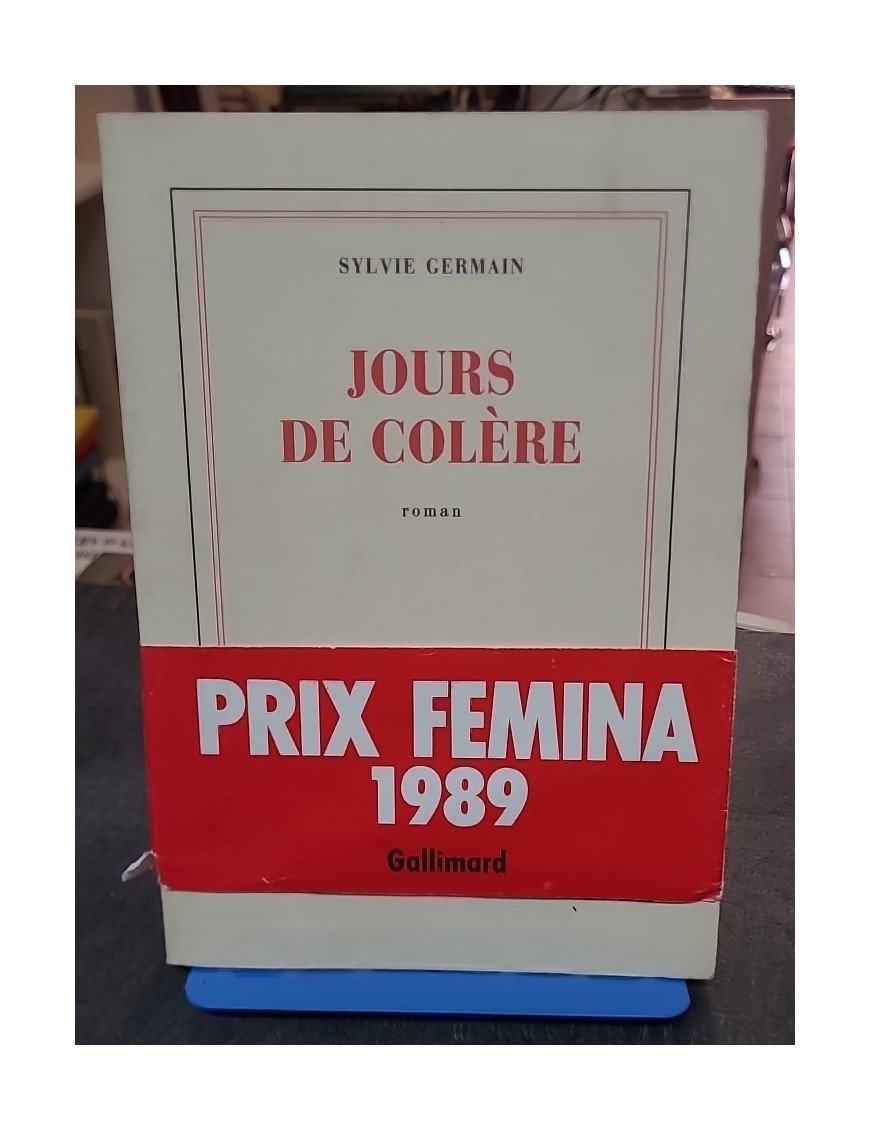 SYLVIE GERMAIN
JOURS
DE COLÈRE
roman
PRIX FEMINA
1989
Gallimard